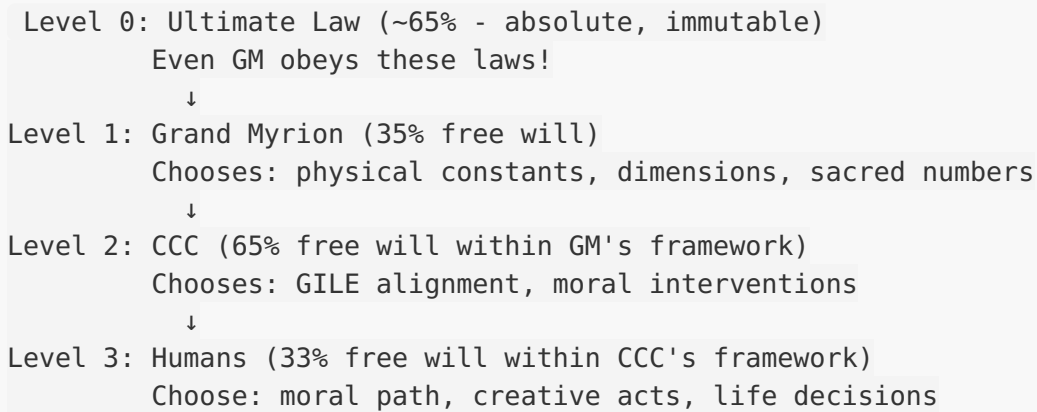 Level 0: Ultimate Law (~65% - absolute, immutable)
Even GM obeys these laws!
↓
Level 1: Grand Myrion (35% free will)
Chooses: physical constants, dimensions, sacred numbers
↓
Level 2: CCC (65% free will within GM's framework)
Chooses: GILE alignment, moral interventions
↓
Level 3: Humans (33% free will within CCC's framework)
Choose: moral path, creative acts, life decisions